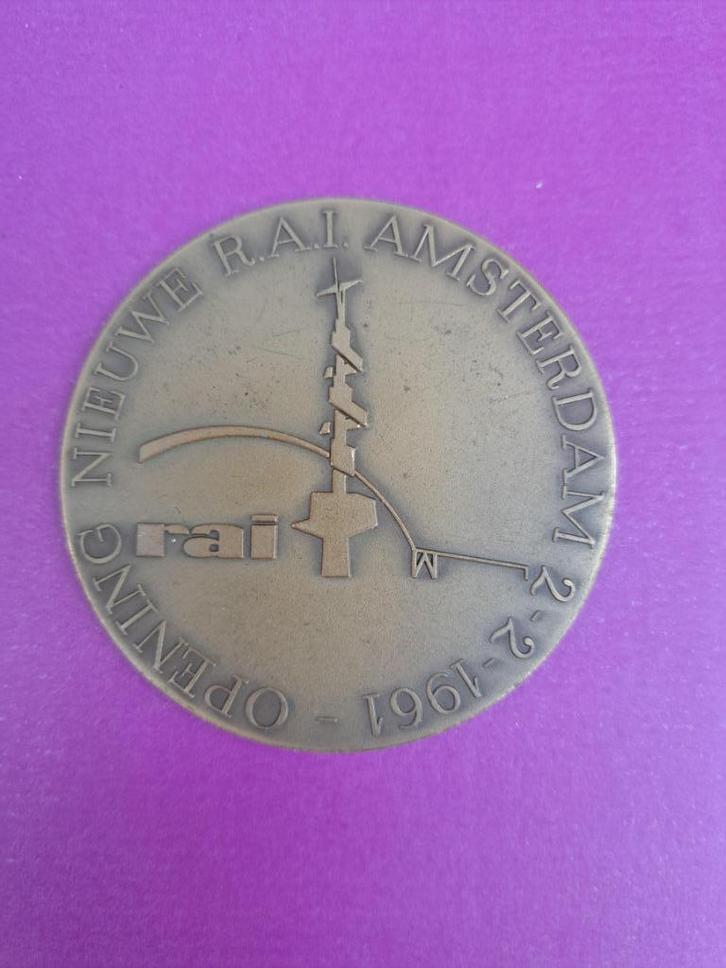 OPENING NIEUWE R.A.I. AMSTERDAM 2-2-1961 -
rai